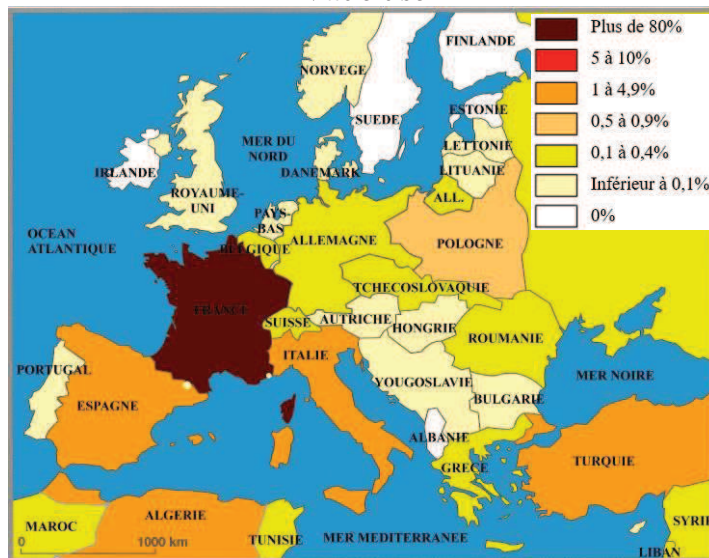 Plus de 80%
5 à 10%
1 à 4,9%
0,5 à 0,9%
0,1 à 0,4%
Inférieur à 0,1%
0%
FINLANDE
NORVEGE
SUEDE
ESTONIE
LETTONIE
LITUANIE
MER DU
NORD
DANEMARK
IRLANDE
ROYAUME-
UNI
PAYS-
BAS
ALL.
OCEAN
ATLANTIQUE
BELGIQUE
ALLEMAGNE
POLOGNE
TCHECOSLOVAQUIE
FRANCE
SUISSE
AUTRICHE
HONGRIE
ROUMANIE
ITALIE
PORTUGAL
ESPAGNE
YOUGOSLAVIE
MER NOIRE
BULGARIE
ALBANIE
GRECE
TURQUIE
MAROC
ALGERIE
TUNISIE
MER MEDITERRANEE
SYRIE
LIBAN
0 1000 km